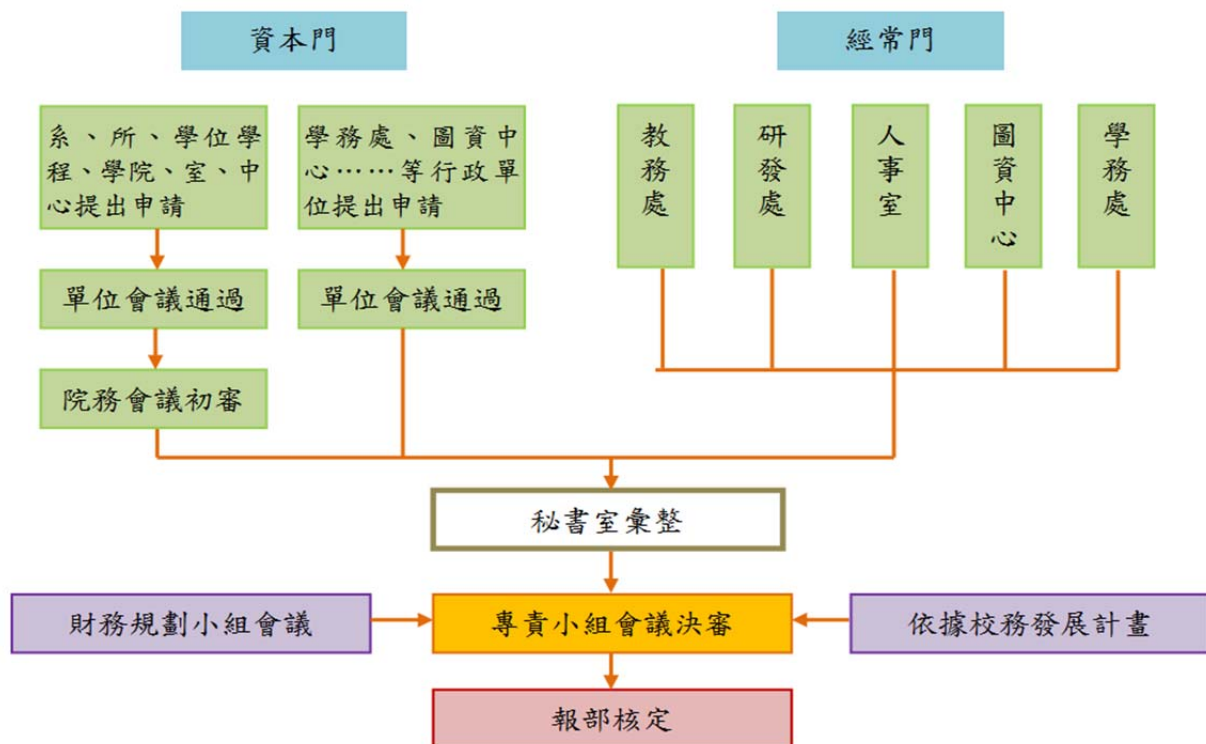 資本門
經常門
系、所、學位學
程、學院、室、中
心提出申請
學務處、圖資中
心……等行政單
位提出申請
教務處
研發處
人事室
圖資中心
學務處
單位會議通過
單位會議通過
院務會議初審
秘書室彙整
財務規劃小組會議
專責小組會議決審
依據校務發展計畫
報部核定